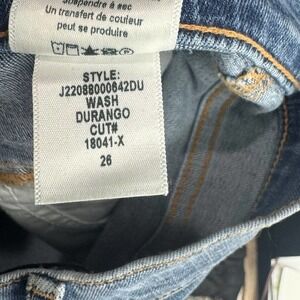 suspendre à sec
Un transfert de couleur
peut se produire
STYLE:
J22088000642DU
WASH
DURANGO
CUT#
18041-X
26